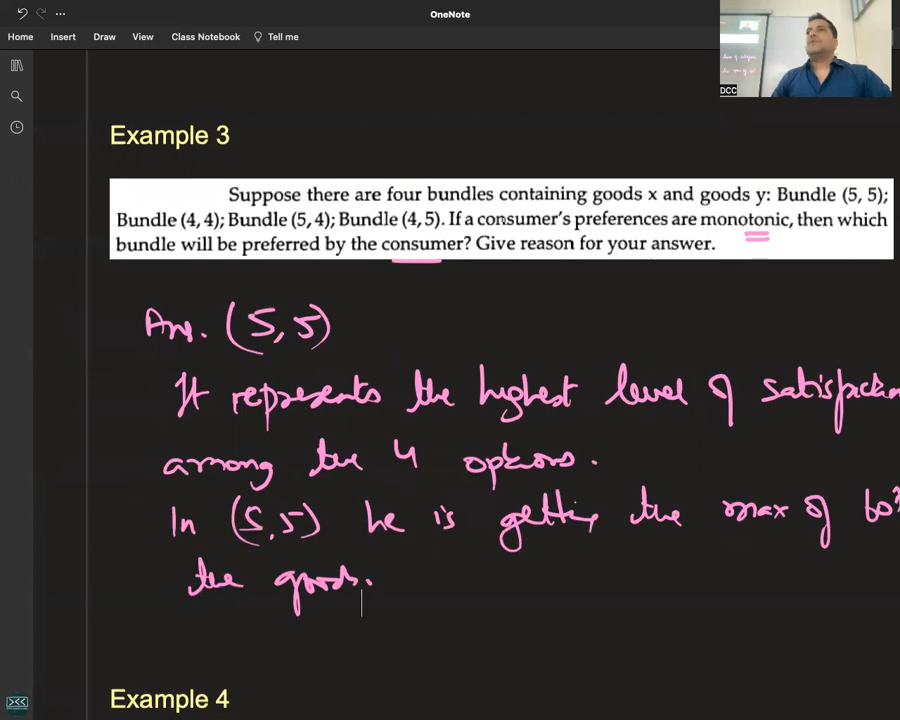 OneNote
Home Insert Draw View Class Notebook Tell me
DCC
Example 3
Suppose there are four bundles containing goods x and goods y: Bundle (5, 5);
Bundle (4, 4); Bundle (5, 4); Bundle (4, 5). If a consumer's preferences are monotonic, then which
bundle will be preferred by the consumer? Give reason for your answer.
Ans. (5, 5)
It represents the highest level of
among the 4 options.
In (5,5) he is getting the max of
the goods.
Example 4